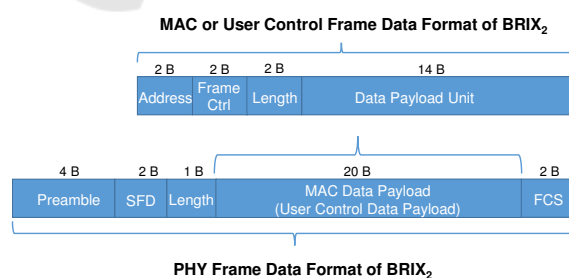 MAC or User Control Frame Data Format of BRIX₂
2 B 2 B 2 B 14 B
Address Frame Ctrl Length Data Payload Unit
4 B 2 B 1 B 20 B 2 B
Preamble SFD Length MAC Data Payload (User Control Data Payload) FCS
PHY Frame Data Format of BRIX₂